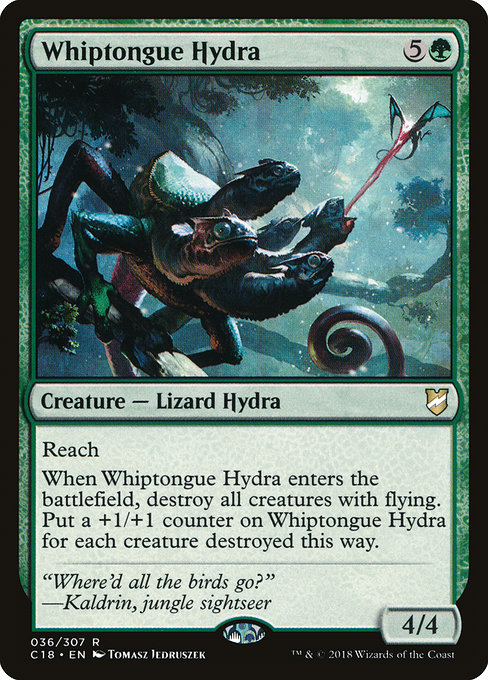 Whiptongue Hydra 5
Creature — Lizard Hydra
Reach
When Whiptongue Hydra enters the
battlefield, destroy all creatures with flying.
Put a +1/+1 counter on Whiptongue Hydra
for each creature destroyed this way.
“Where’d all the birds go?”
—Kaldrin, jungle sightseer
4/4
036/307 R
C18 • EN Tomasz Jedruszek
™ & © 2018 Wizards of the Coast